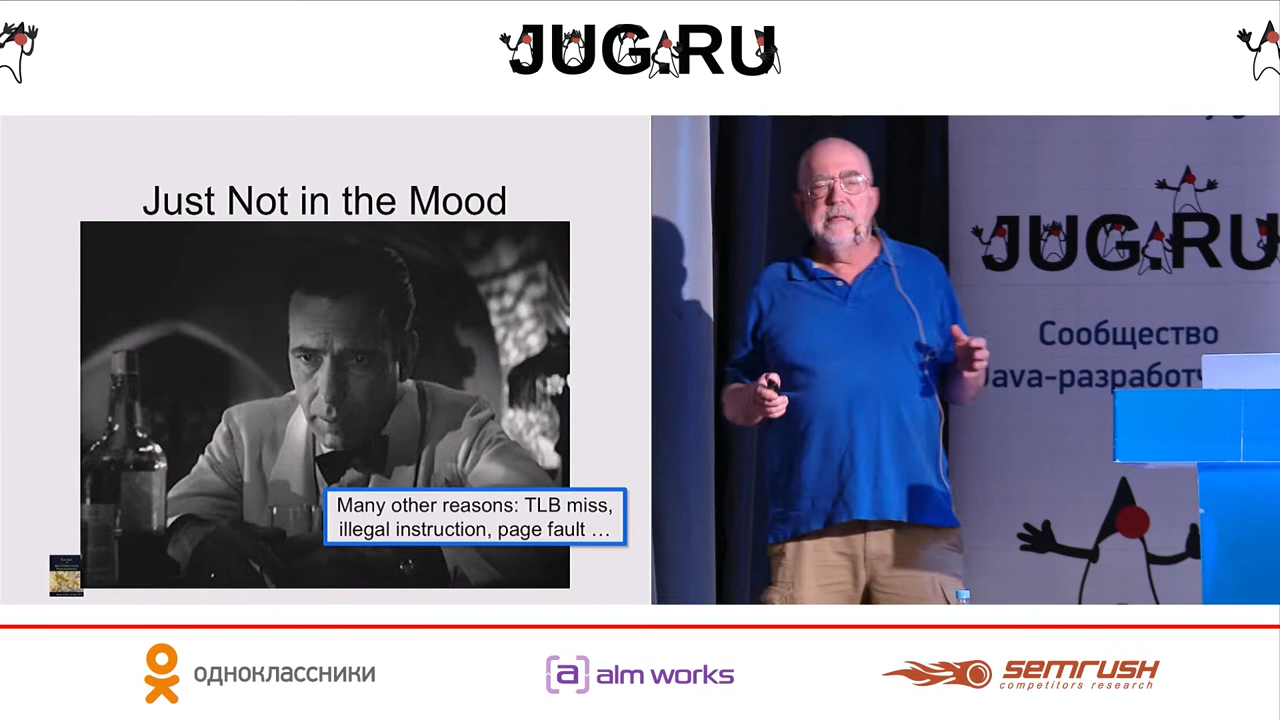 JUG.RU
Just Not in the Mood
Many other reasons: TLB miss,
illegal instruction, page fault …
JUG.RU
Сообщество
Java-разработч
одноклассники
[a] alm works
semrush
competitors research